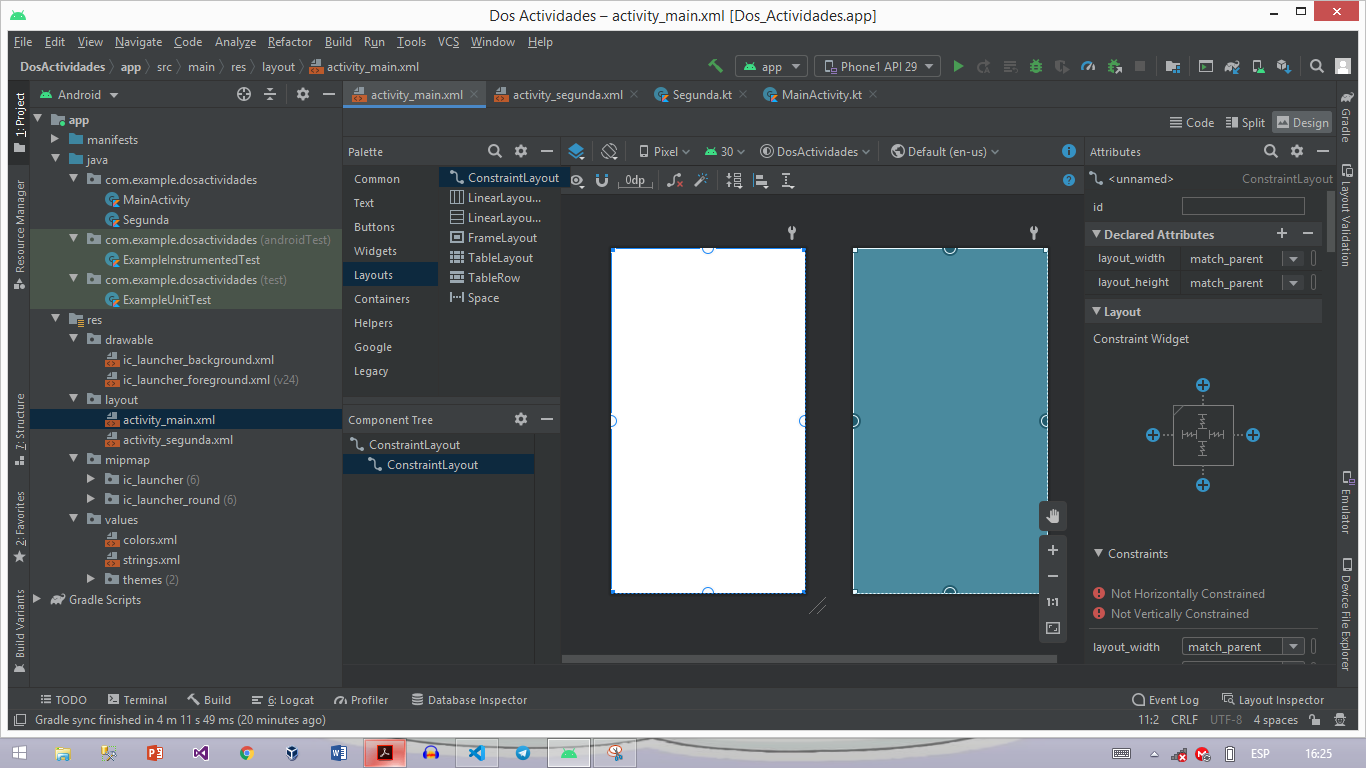 Dos Actividades – activity_main.xml [Dos_Actividades.app]
File Edit View Navigate Code Analyze Refactor Build Run Tools VCS Window Help
DosActividades app src main res layout activity_main.xml
app
Phone1 API 29
1: Project
Resource Manager
7: Structure
2: Favorites
Build Variants
Android
app
manifests
java
com.example.dosactividades
MainActivity
Segunda
com.example.dosactividades (androidTest)
ExampleInstrumentedTest
com.example.dosactividades (test)
ExampleUnitTest
res
drawable
ic_launcher_background.xml
ic_launcher_foreground.xml (v24)
layout
activity_main.xml
activity_segunda.xml
mipmap
ic_launcher (6)
ic_launcher_round (6)
values
colors.xml
strings.xml
themes (2)
Gradle Scripts
activity_main.xml activity_segunda.xml Segunda.kt MainActivity.kt
Code Split Design
Palette
Common
Text
Buttons
Widgets
Layouts
Containers
Helpers
Google
Legacy
ConstraintLayout
LinearLayou...
LinearLayou...
FrameLayout
TableLayout
TableRow
Space
Component Tree
ConstraintLayout
ConstraintLayout
Pixel 30 DosActividades Default (en-us)
0dp
1:1
Attributes
<unnamed> ConstraintLayout
id
Declared Attributes
layout_width match_parent
layout_height match_parent
Layout
Constraint Widget
Constraints
Not Horizontally Constrained
Not Vertically Constrained
layout_width match_parent
Gradle
Layout Validation
Emulator
Device File Explorer
TODO Terminal Build 6: Logcat Profiler Database Inspector Event Log Layout Inspector
Gradle sync finished in 4 m 11 s 49 ms (20 minutes ago) 11:2 CRLF UTF-8 4 spaces
ESP 16:25